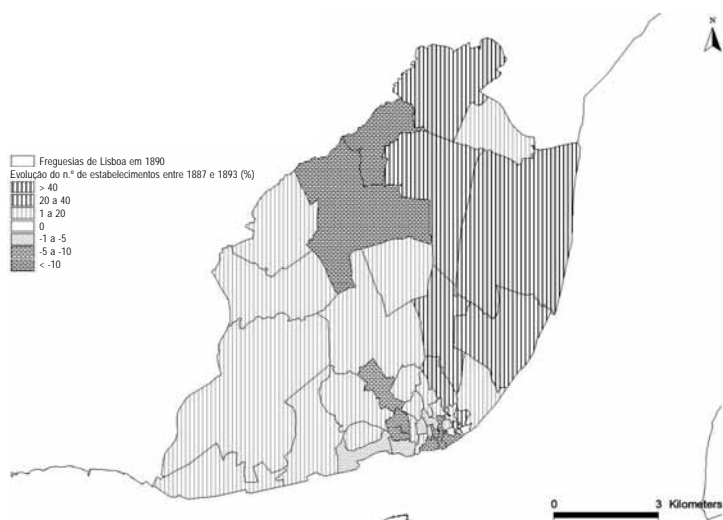 N
Freguesias de Lisboa em 1890
Evolução do n.º de estabelecimentos entre 1887 e 1893 (%)
> 40
20 a 40
1 a 20
0
-1 a -5
-5 a -10
< -10
0 3 Kilometers